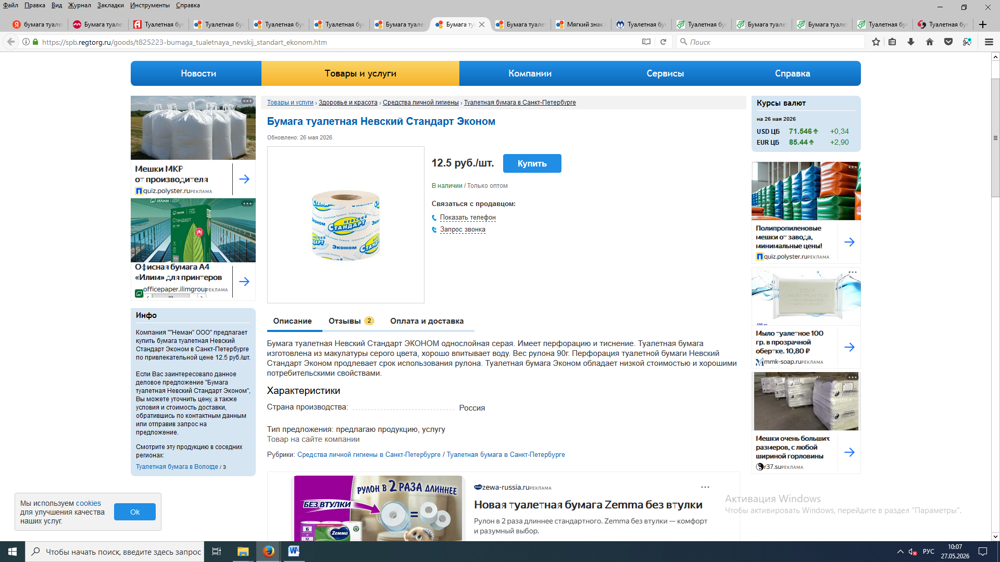 Файл Правка Вид Журнал Закладки Инструменты Справка
бумага туале Бумага туале Туалетная бу Туалетная бу Туалетная бу Туалетная бу Бумага туале Бумага ту Бумага туале Мягкий знак Туалетная бу Туалетная бу Бумага туале Бумага туале Туалетная бу Туалетная бу
https://spb.regtorg.ru/goods/t825223-bumaga_tualetnaya_nevskij_standart_ekonom.htm
Поиск
Новости Товары и услуги Компании Сервисы Справка
Товары и услуги › Здоровье и красота › Средства личной гигиены › Туалетная бумага в Санкт-Петербурге
Бумага туалетная Невский Стандарт Эконом
Обновлено: 26 мая 2026
12.5 руб./шт. Купить
В наличии / Только оптом
Связаться с продавцом:
Показать телефон
Запрос звонка
НЕВСКИЙ
СТАНДАРТ
Эконом
Мешки МКР
от производителя
quiz.polyster.ru РЕКЛАМА
ИЛИМ
Стандарт
Офисная бумага А4
«Илим» для принтеров
officepaper.ilimgroup РЕКЛАМА
Инфо
Компания ""Неман" ООО" предлагает
купить бумага туалетная Невский
Стандарт Эконом в Санкт-Петербурге
по привлекательной цене 12.5 руб./шт.
Если Вас заинтересовало данное
деловое предложение "Бумага
туалетная Невский Стандарт Эконом",
Вы можете уточнить цену, а также
условия и стоимость доставки,
обратившись по контактным данным
или отправив запрос на
предложение.
Смотрите эту продукцию в соседних
регионах:
Туалетная бумага в Вологде / 3
Описание Отзывы 2 Оплата и доставка
Бумага туалетная Невский Стандарт ЭКОНОМ однослойная серая. Имеет перфорацию и тиснение. Туалетная бумага
изготовлена из макулатуры серого цвета, хорошо впитывает воду. Вес рулона 90г. Перфорация туалетной бумаги Невский
Стандарт Эконом продлевает срок использования рулона. Туалетная бумага Эконом обладает низкой стоимостью и хорошими
потребительскими свойствами.
Характеристики
Страна производства: Россия
Тип предложения: предлагаю продукцию, услугу
Товар на сайте компании
Рубрики: Средства личной гигиены в Санкт-Петербурге / Туалетная бумага в Санкт-Петербурге
РУЛОН В 2 РАЗА ДЛИННЕЕ
БЕЗ ВТУЛКИ
Zemma
6
12
zewa-russia.ru РЕКЛАМА
Новая туалетная бумага Zemma без втулки
Рулон в 2 раза длиннее стандартного. Zemma без втулки — комфорт
и разумный выбор.
Курсы валют
на 26 мая 2026
USD ЦБ 71.546 +0,34
EUR ЦБ 85.44 +2,90
Полипропиленовые
мешки от завода,
минимальные цены!
quiz.polyster.ru РЕКЛАМА
ММК
МЫЛО ТУАЛЕТНОЕ
Мыло туалетное 100
гр. в прозрачной
обертке. 10,80 ₽
mmk-soap.ru РЕКЛАМА
Мешки очень больших
размеров, с любой
шириной горловины
r37.su РЕКЛАМА
Мы используем cookies
для улучшения качества
наших услуг.
Ok
Активация Windows
Чтобы активировать Windows, перейдите в раздел "Параметры".
Чтобы начать поиск, введите здесь запрос
РУС
10:07
27.05.2026